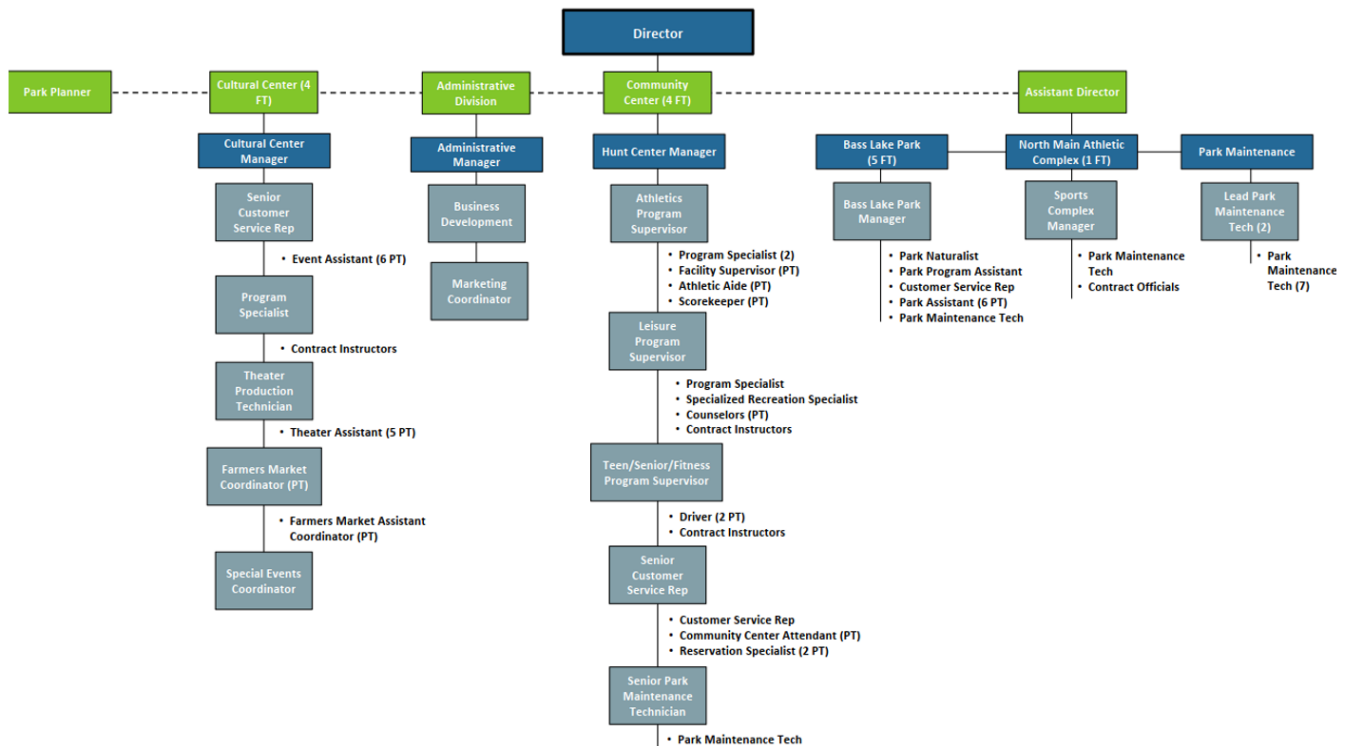 Director
Park Planner
Cultural Center (4
FT)
Administrative
Division
Community
Center (4 FT)
Assistant Director
Cultural Center
Manager
Senior
Customer
Service Rep
• Event Assistant (6 PT)
Program
Specialist
• Contract Instructors
Theater
Production
Technician
• Theater Assistant (5 PT)
Farmers Market
Coordinator (PT)
• Farmers Market Assistant
Coordinator (PT)
Special Events
Coordinator
Administrative
Manager
Business
Development
Marketing
Coordinator
Hunt Center Manager
Athletics
Program
Supervisor
• Program Specialist (2)
• Facility Supervisor (PT)
• Athletic Aide (PT)
• Scorekeeper (PT)
Leisure
Program
Supervisor
• Program Specialist
• Specialized Recreation Specialist
• Counselors (PT)
• Contract Instructors
Teen/Senior/Fitness
Program Supervisor
• Driver (2 PT)
• Contract Instructors
Senior
Customer
Service Rep
• Customer Service Rep
• Community Center Attendant (PT)
• Reservation Specialist (2 PT)
Senior Park
Maintenance
Technician
• Park Maintenance Tech
Bass Lake Park
(5 FT)
Bass Lake Park
Manager
• Park Naturalist
• Park Program Assistant
• Customer Service Rep
• Park Assistant (6 PT)
• Park Maintenance Tech
North Main Athletic
Complex (1 FT)
Sports
Complex
Manager
• Park Maintenance
Tech
• Contract Officials
Park Maintenance
Lead Park
Maintenance
Tech (2)
• Park
Maintenance
Tech (7)